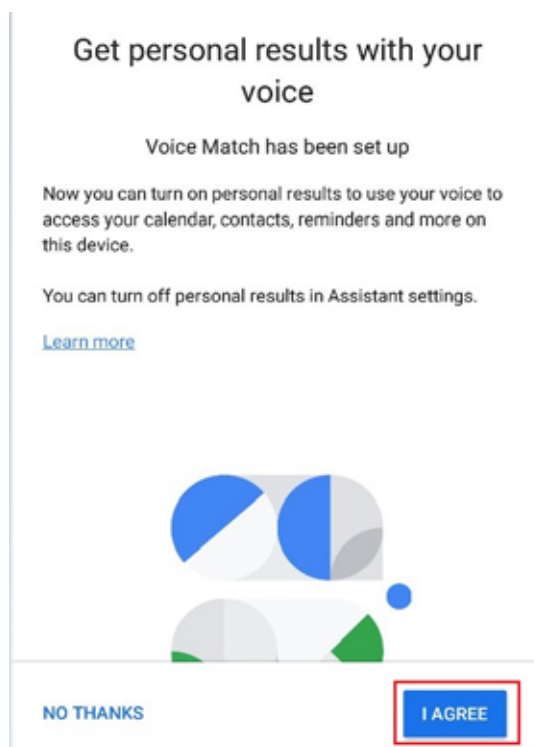 Get personal results with your
voice
Voice Match has been set up
Now you can turn on personal results to use your voice to
access your calendar, contacts, reminders and more on
this device.
You can turn off personal results in Assistant settings.
Learn more
NO THANKS
I AGREE